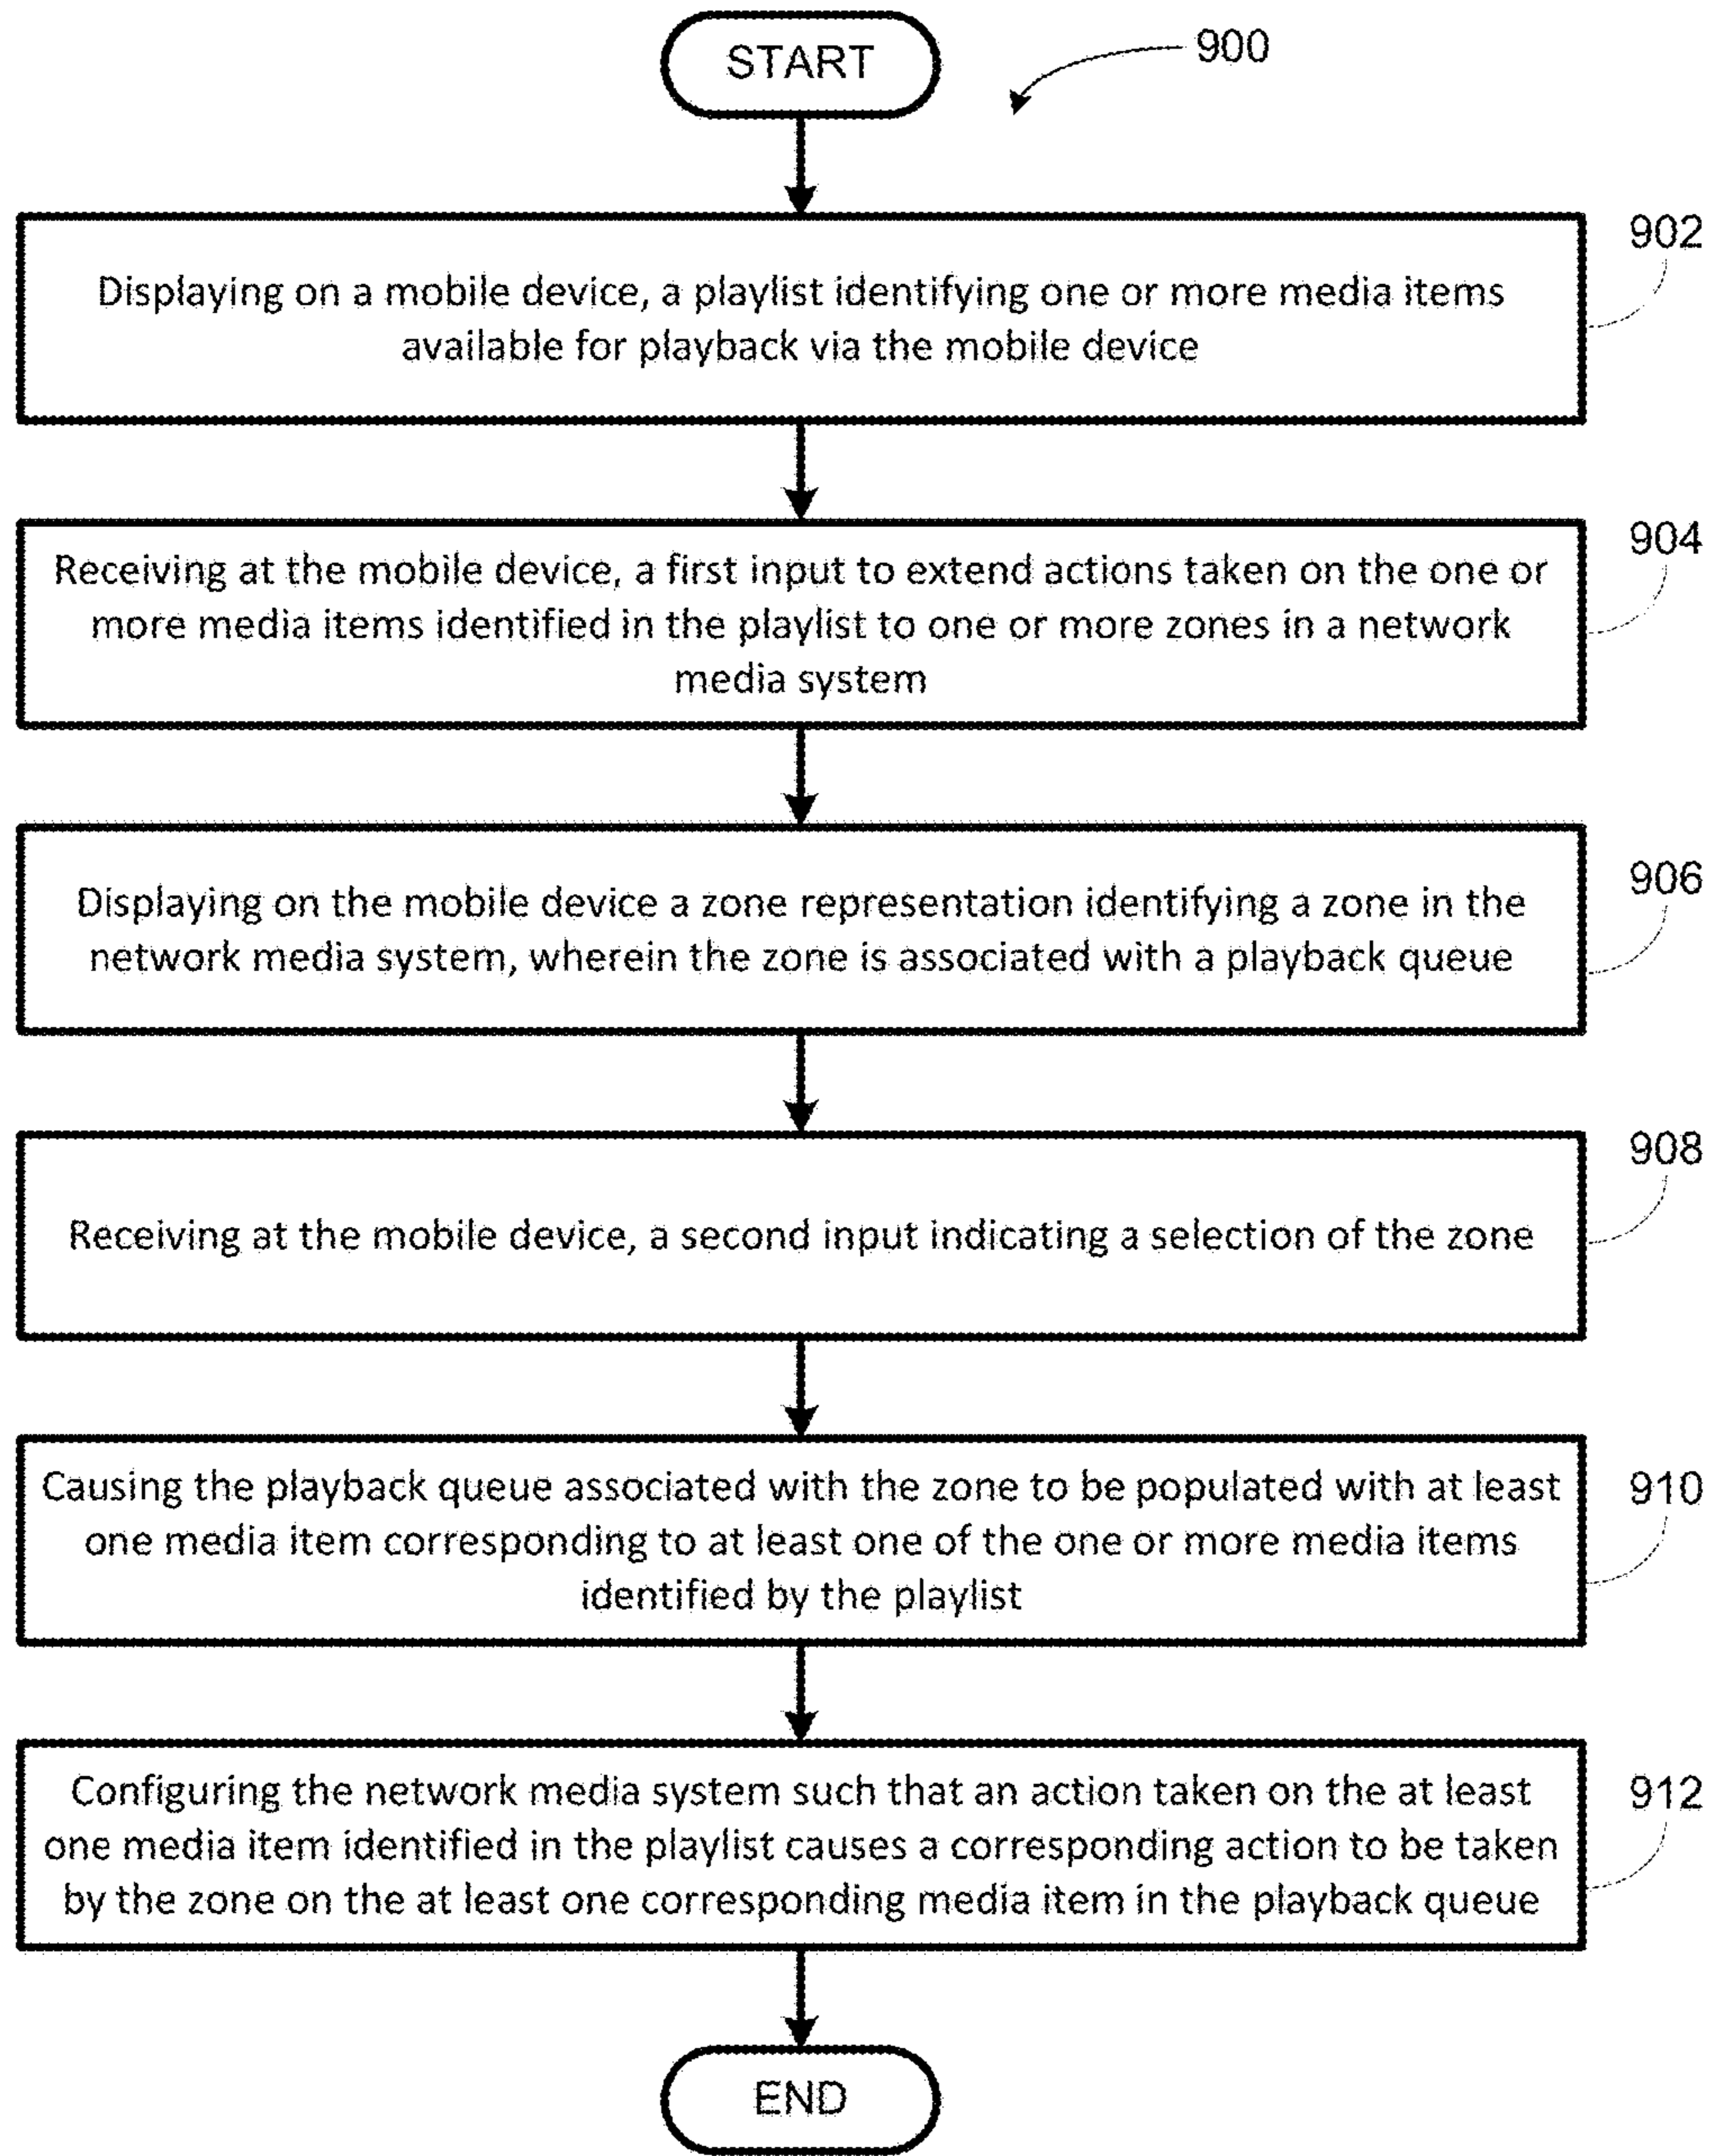 START
900
902
Displaying on a mobile device, a playlist identifying one or more media items
available for playback via the mobile device
904
Receiving at the mobile device, a first input to extend actions taken on the one or
more media items identified in the playlist to one or more zones in a network
media system
906
Displaying on the mobile device a zone representation identifying a zone in the
network media system, wherein the zone is associated with a playback queue
908
Receiving at the mobile device, a second input indicating a selection of the zone
910
Causing the playback queue associated with the zone to be populated with at least
one media item corresponding to at least one of the one or more media items
identified by the playlist
912
Configuring the network media system such that an action taken on the at least
one media item identified in the playlist causes a corresponding action to be taken
by the zone on the at least one corresponding media item in the playback queue
END